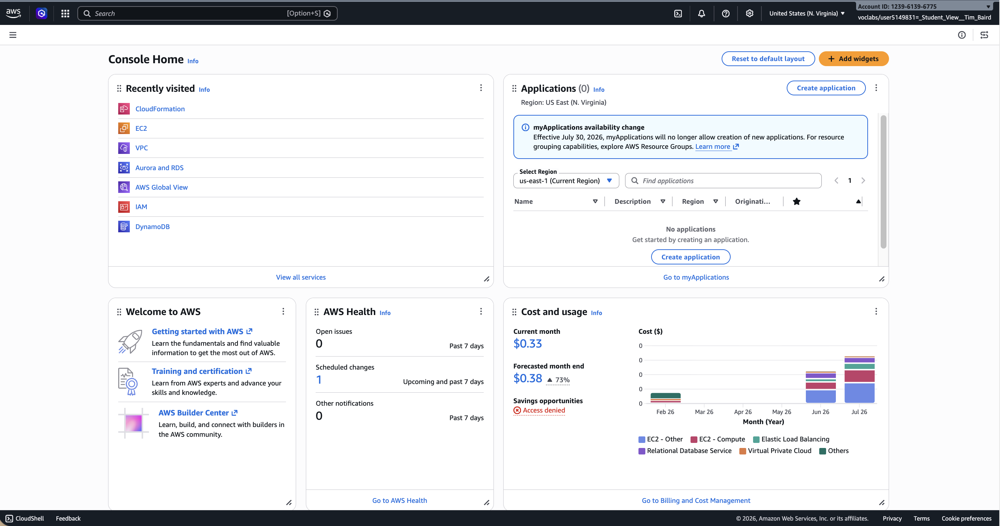 aws
Search
[Option+S]
United States (N. Virginia)
Account ID: 1239-6139-6775
voclabs/user5149831=_Student_View__Tim_Baird
Console Home Info
Reset to default layout
Add widgets
Recently visited Info
CloudFormation
EC2
VPC
Aurora and RDS
AWS Global View
IAM
DynamoDB
View all services
Applications (0) Info
Create application
Region: US East (N. Virginia)
myApplications availability change
Effective July 30, 2026, myApplications will no longer allow creation of new applications. For resource
grouping capabilities, explore AWS Resource Groups. Learn more
Select Region
us-east-1 (Current Region)
Find applications
1
Name Description Region Originati...
No applications
Get started by creating an application.
Create application
Go to myApplications
Welcome to AWS
Getting started with AWS
Learn the fundamentals and find valuable
information to get the most out of AWS.
Training and certification
Learn from AWS experts and advance your
skills and knowledge.
AWS Builder Center
Learn, build, and connect with builders in
the AWS community.
AWS Health Info
Open issues
0
Past 7 days
Scheduled changes
1
Upcoming and past 7 days
Other notifications
0
Past 7 days
Go to AWS Health
Cost and usage Info
Current month
$0.33
Forecasted month end
$0.38 73%
Savings opportunities
Access denied
Cost ($)
0
0
0
0
0
Feb 26 Mar 26 Apr 26 May 26 Jun 26 Jul 26
Month (Year)
EC2 - Other EC2 - Compute Elastic Load Balancing
Relational Database Service Virtual Private Cloud Others
Go to Billing and Cost Management
CloudShell Feedback
© 2026, Amazon Web Services, Inc. or its affiliates. Privacy Terms Cookie preferences